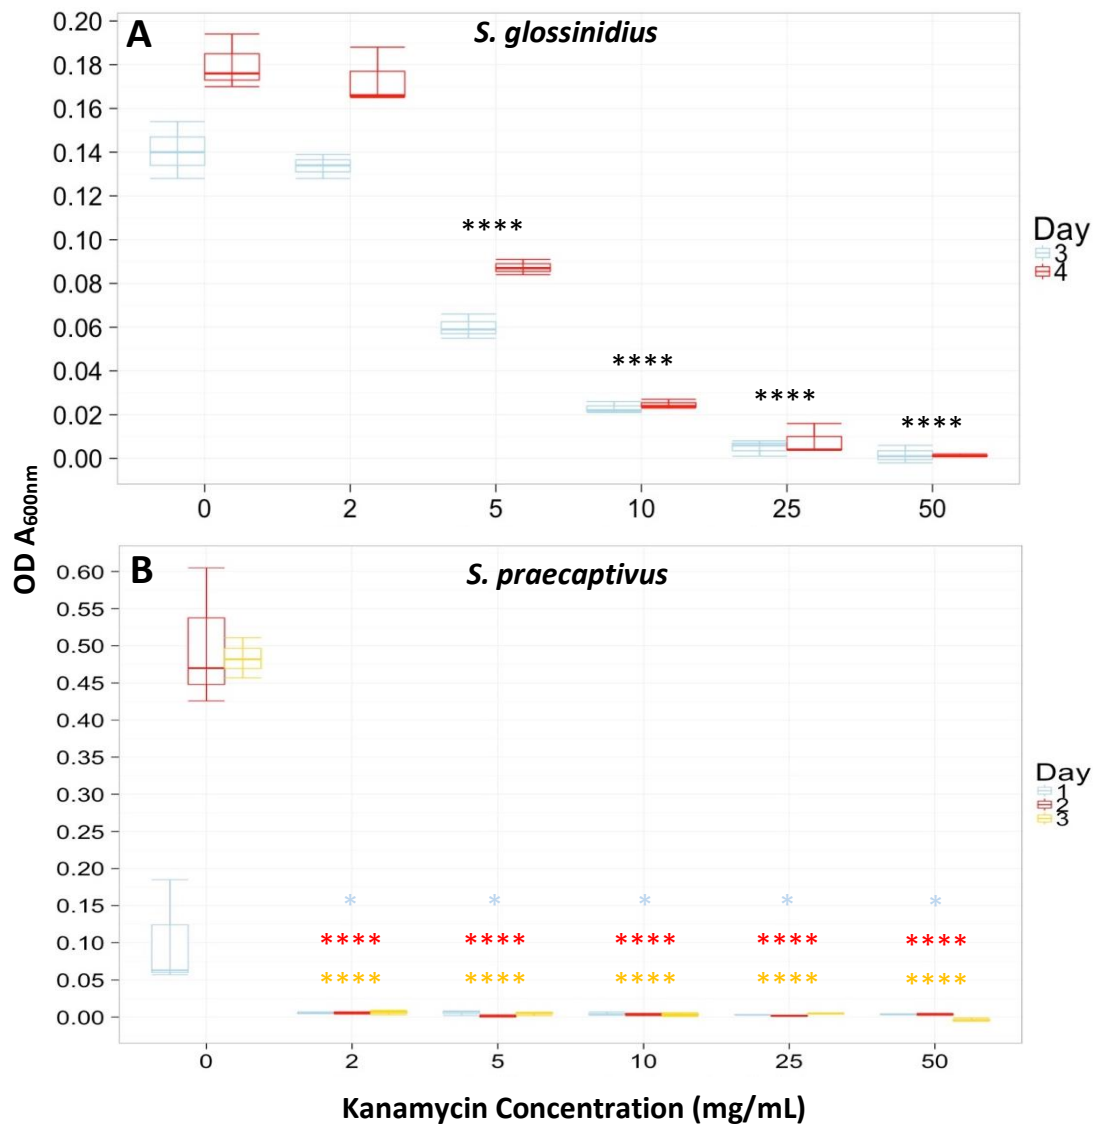 A
S. glossinidius
0.20
0.18
0.16
0.14
0.12
0.10
0.08
0.06
0.04
0.02
0.00
****
****
****
****
Day
3
4
0 2 5 10 25 50
OD A600nm
B
S. praecaptivus
0.60
0.55
0.50
0.45
0.40
0.35
0.30
0.25
0.20
0.15
0.10
0.05
0.00
* * * * *
**** **** **** **** ****
**** **** **** **** ****
Day
1
2
3
0 2 5 10 25 50
Kanamycin Concentration (mg/mL)